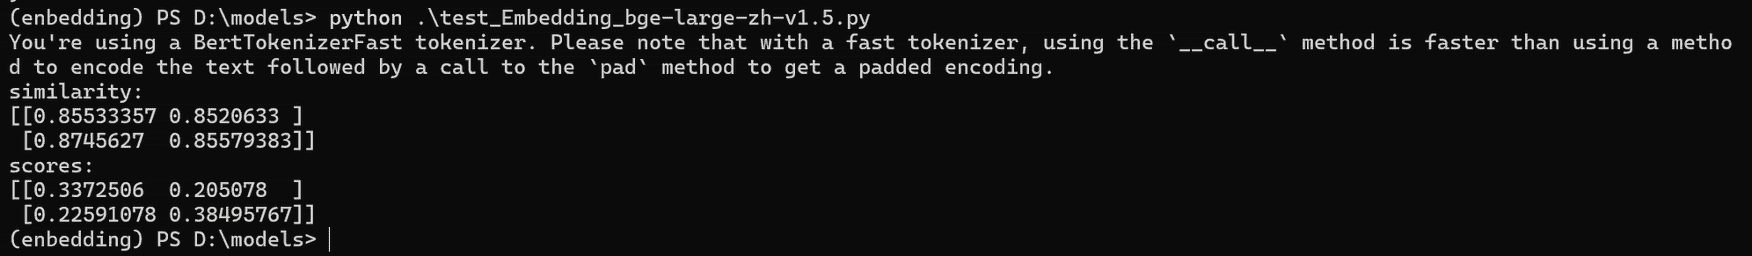 (enbedding) PS D:\models> python .\test_Embedding_bge-large-zh-v1.5.py
You're using a BertTokenizerFast tokenizer. Please note that with a fast tokenizer, using the `__call__` method is faster than using a metho
d to encode the text followed by a call to the `pad` method to get a padded encoding.
similarity:
[[0.85533357 0.8520633 ]
 [0.8745627  0.85579383]]
scores:
[[0.3372506  0.205078  ]
 [0.22591078 0.38495767]]
(enbedding) PS D:\models>